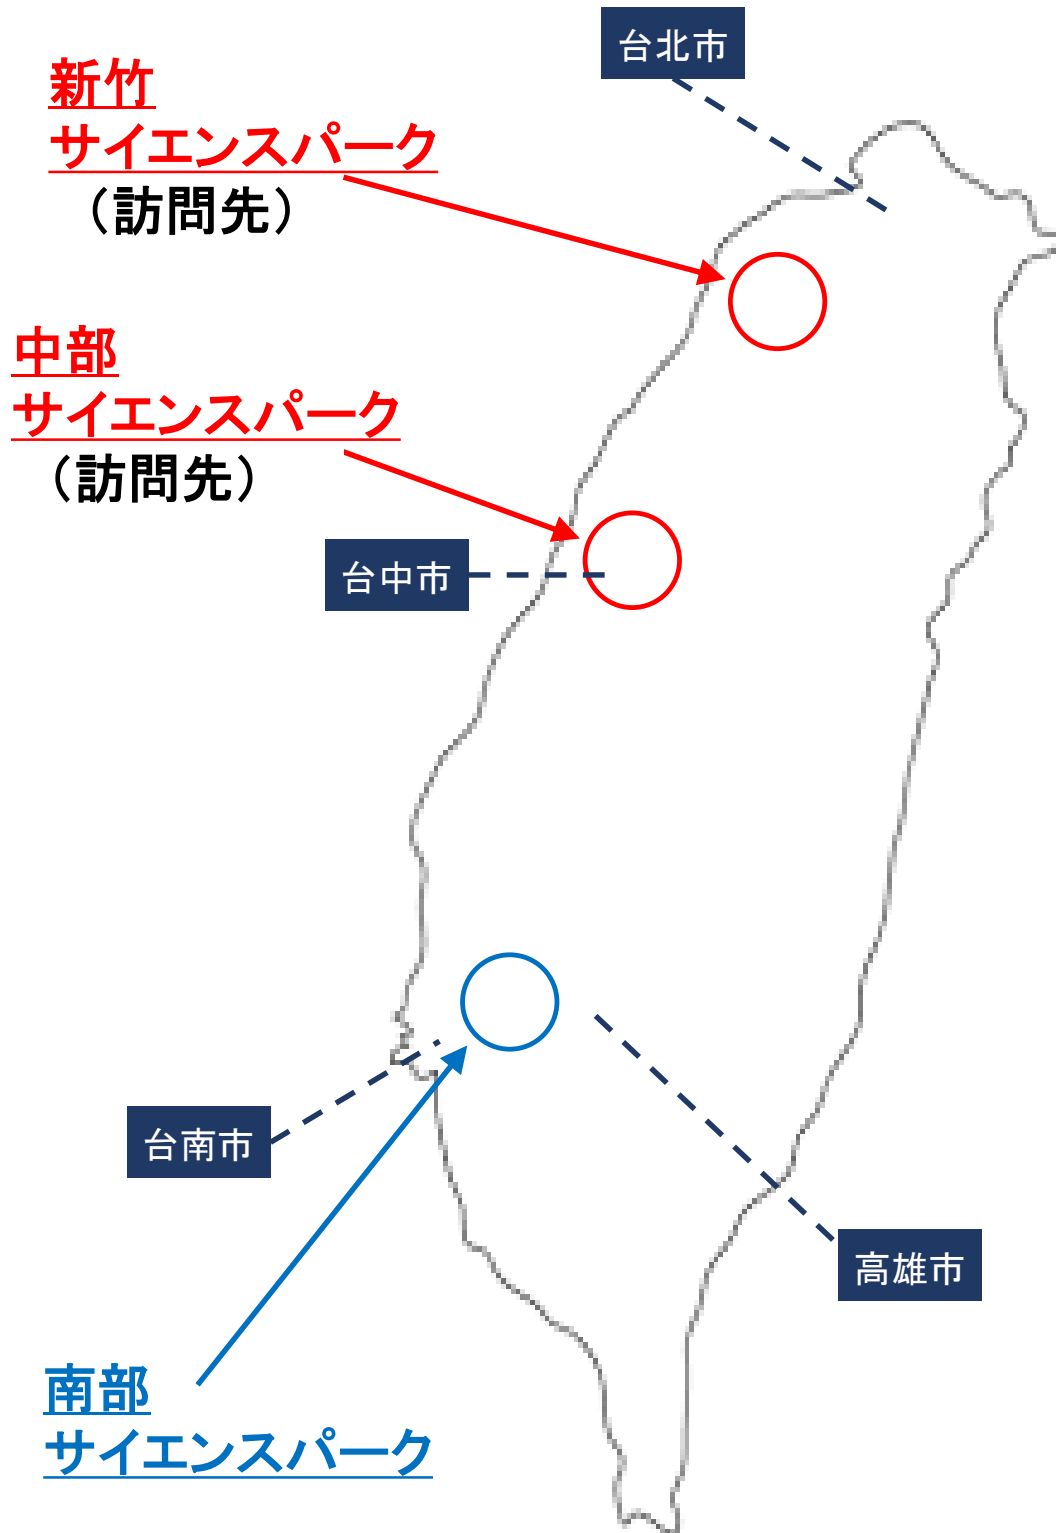 台北市
新竹
サイエンスパーク
（訪問先）
中部
サイエンスパーク
（訪問先）
台中市
台南市
高雄市
南部
サイエンスパーク